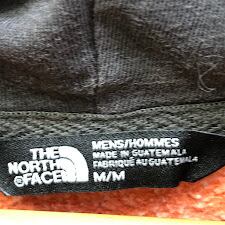 THE
NORTH
FACE
MENS/HOMMES
MADE IN GUATEMALA
FABRIQUÉ AU GUATEMALA
M/M